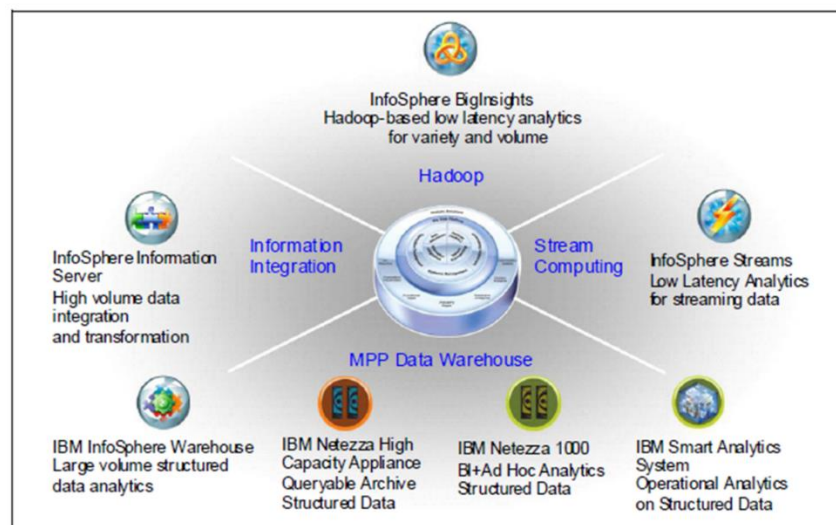 InfoSphere BigInsights
Hadoop-based low latency analytics
for variety and volume
Hadoop
Information
Integration
Stream
Computing
InfoSphere Information
Server
High volume data
integration
and transformation
InfoSphere Streams
Low Latency Analytics
for streaming data
MPP Data Warehouse
IBM InfoSphere Warehouse
Large volume structured
data analytics
IBM Netezza High
Capacity Appliance
Queryable Archive
Structured Data
IBM Netezza 1000
BI+Ad Hoc Analytics
Structured Data
IBM Smart Analytics
System
Operational Analytics
on Structured Data